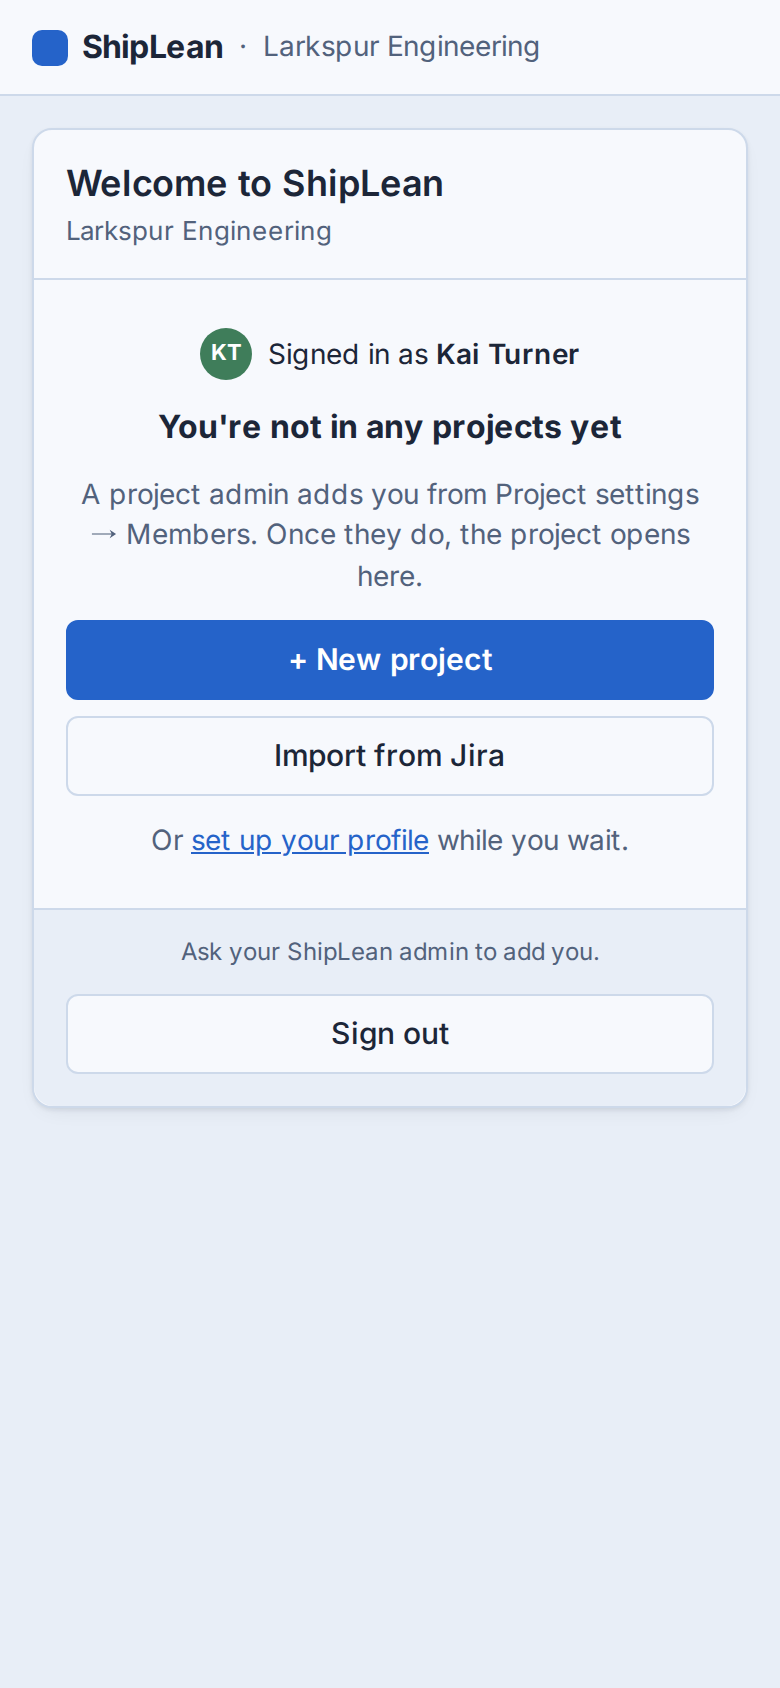 ShipLean · Larkspur Engineering
Welcome to ShipLean
Larkspur Engineering
KT Signed in as Kai Turner
You're not in any projects yet
A project admin adds you from Project settings
→ Members. Once they do, the project opens
here.
+ New project
Import from Jira
Or set up your profile while you wait.
Ask your ShipLean admin to add you.
Sign out